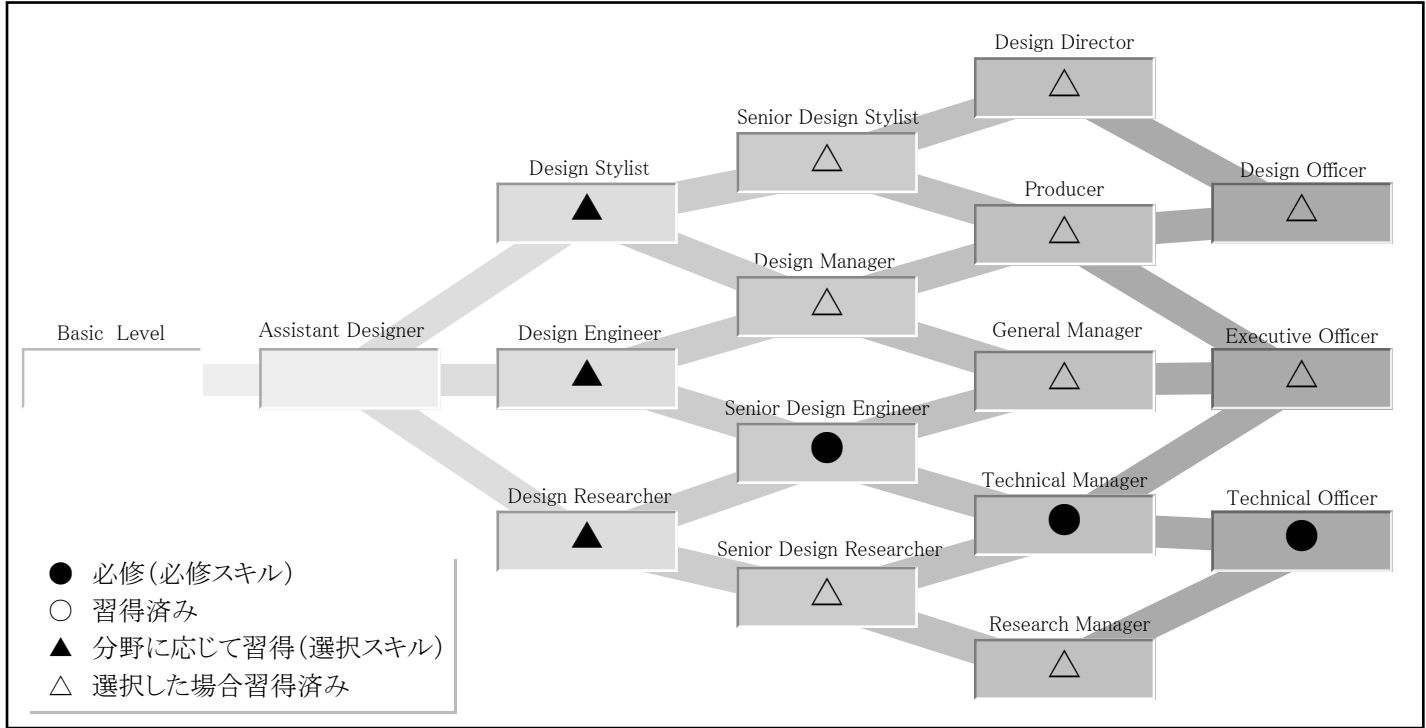 Design Director
△
Senior Design Stylist
△
Design Stylist
▲
Producer
△
Design Officer
△
Design Manager
△
Basic Level
Assistant Designer
Design Engineer
▲
General Manager
△
Executive Officer
△
Senior Design Engineer
●
Design Researcher
▲
Technical Manager
●
Technical Officer
●
Senior Design Researcher
△
Research Manager
△
● 必修(必修スキル)
○ 習得済み
▲ 分野に応じて習得(選択スキル)
△ 選択した場合習得済み